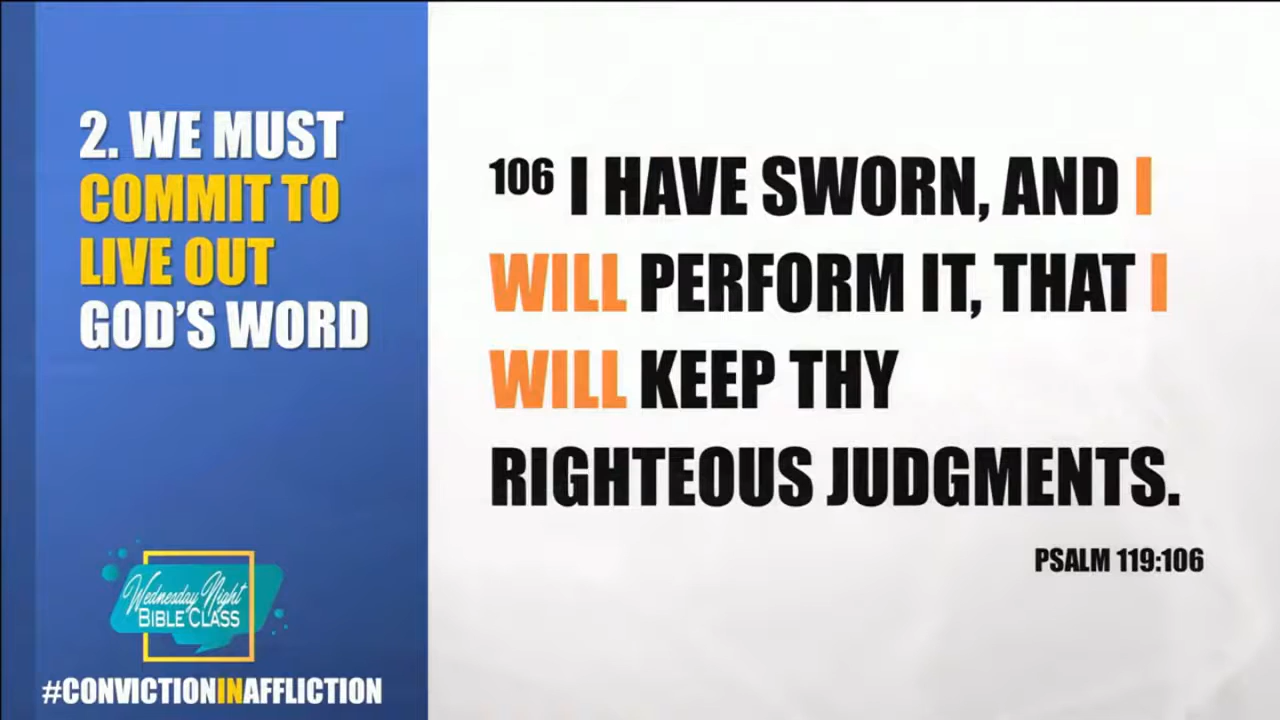 2. WE MUST
COMMIT TO
LIVE OUT
GOD'S WORD
106 I HAVE SWORN, AND I
WILL PERFORM IT, THAT I
WILL KEEP THY
RIGHTEOUS JUDGMENTS.
PSALM 119:106
Wednesday Night
BIBLE CLASS
#CONVICTIONINAFFLICTION